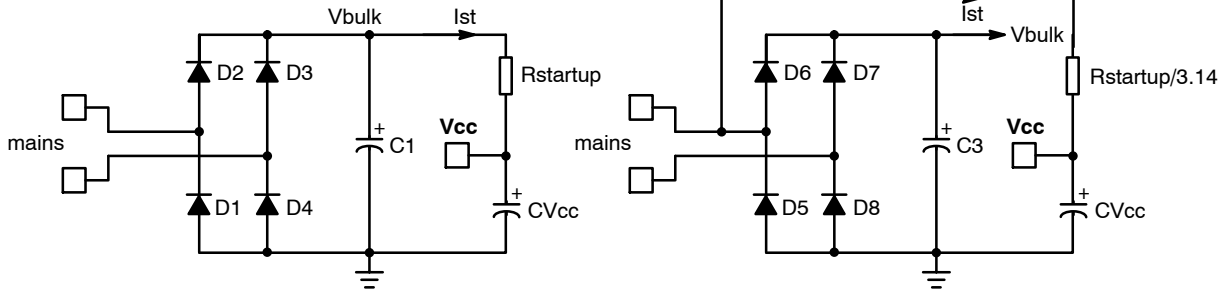 Vbulk
Ist
D2
D3
Rstartup
mains
+
C1
Vcc
D1
D4
+
CVcc
Ist
Vbulk
D6
D7
Rstartup/3.14
mains
+
C3
Vcc
D5
D8
+
CVcc